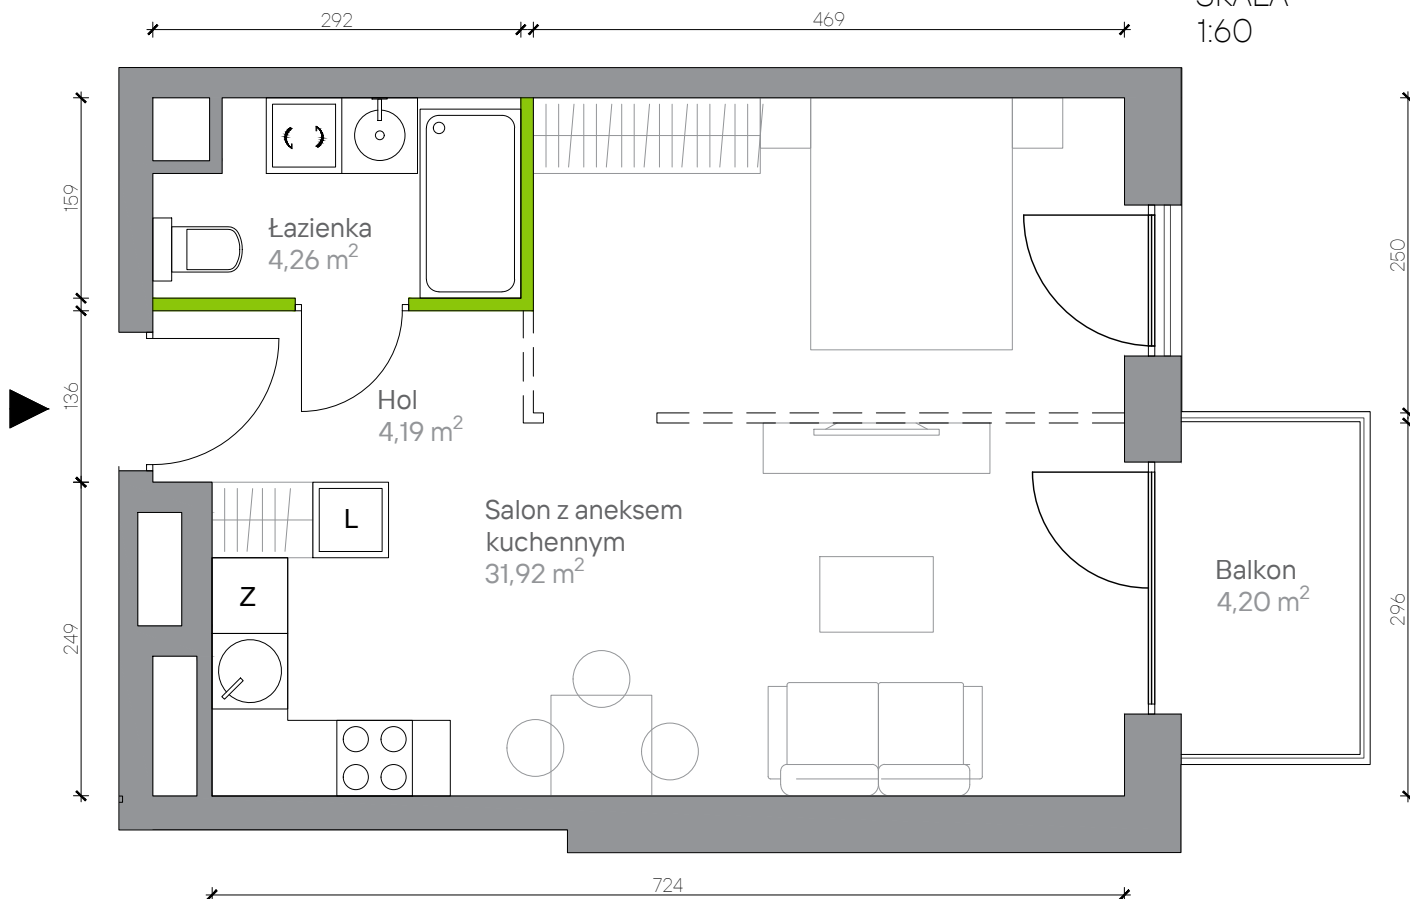 SKALA
1:60
292
469
159
Łazienka
4,26 m²
250
136
Hol
4,19 m²
L
Salon z aneksem
kuchennym
31,92 m²
Z
Balkon
4,20 m²
249
296
724